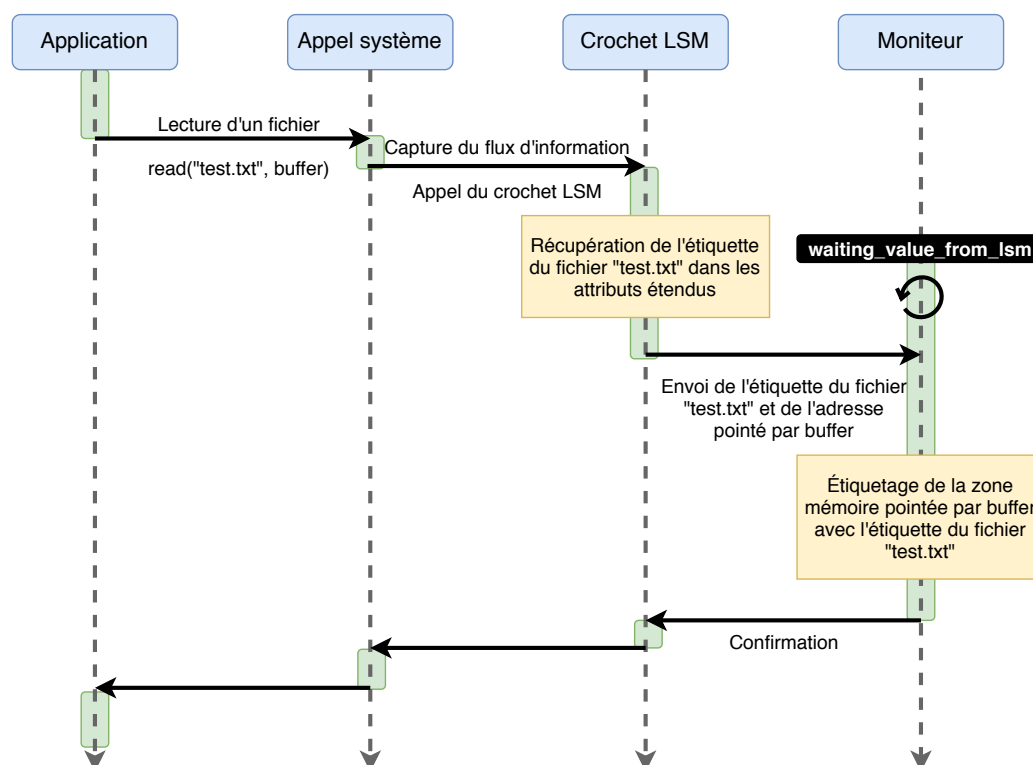 Application
Appel système
Crochet LSM
Moniteur
Lecture d'un fichier
read("test.txt", buffer)
Capture du flux d'information
Appel du crochet LSM
Récupération de l'étiquette
du fichier "test.txt" dans les
attributs étendus
waiting_value_from_lsm
Envoi de l'étiquette du fichier
"test.txt" et de l'adresse
pointé par buffer
Étiquetage de la zone
mémoire pointée par buffer
avec l'étiquette du fichier
"test.txt"
Confirmation